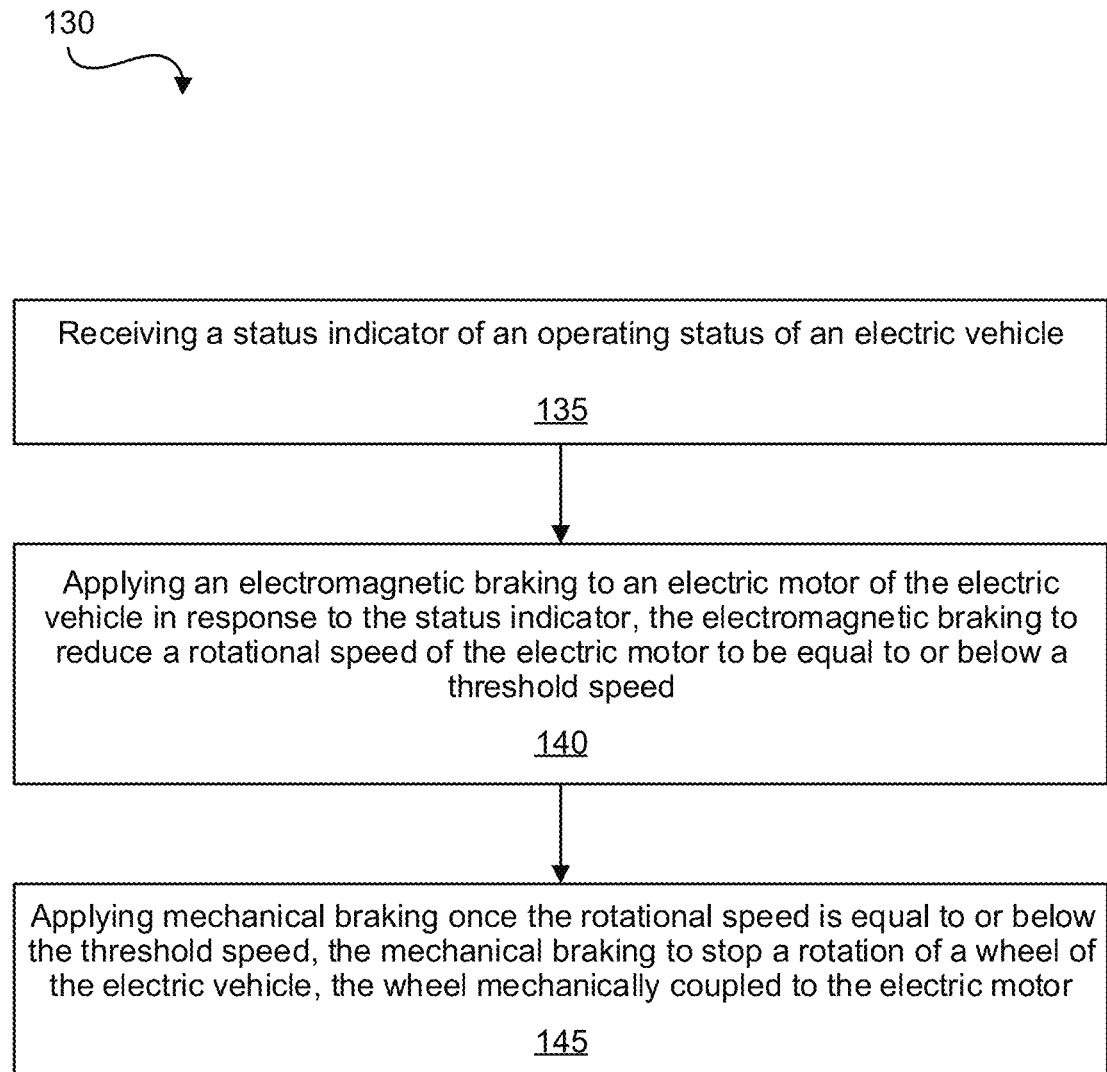 130
Receiving a status indicator of an operating status of an electric vehicle
135
Applying an electromagnetic braking to an electric motor of the electric
vehicle in response to the status indicator, the electromagnetic braking to
reduce a rotational speed of the electric motor to be equal to or below a
threshold speed
140
Applying mechanical braking once the rotational speed is equal to or below
the threshold speed, the mechanical braking to stop a rotation of a wheel of
the electric vehicle, the wheel mechanically coupled to the electric motor
145